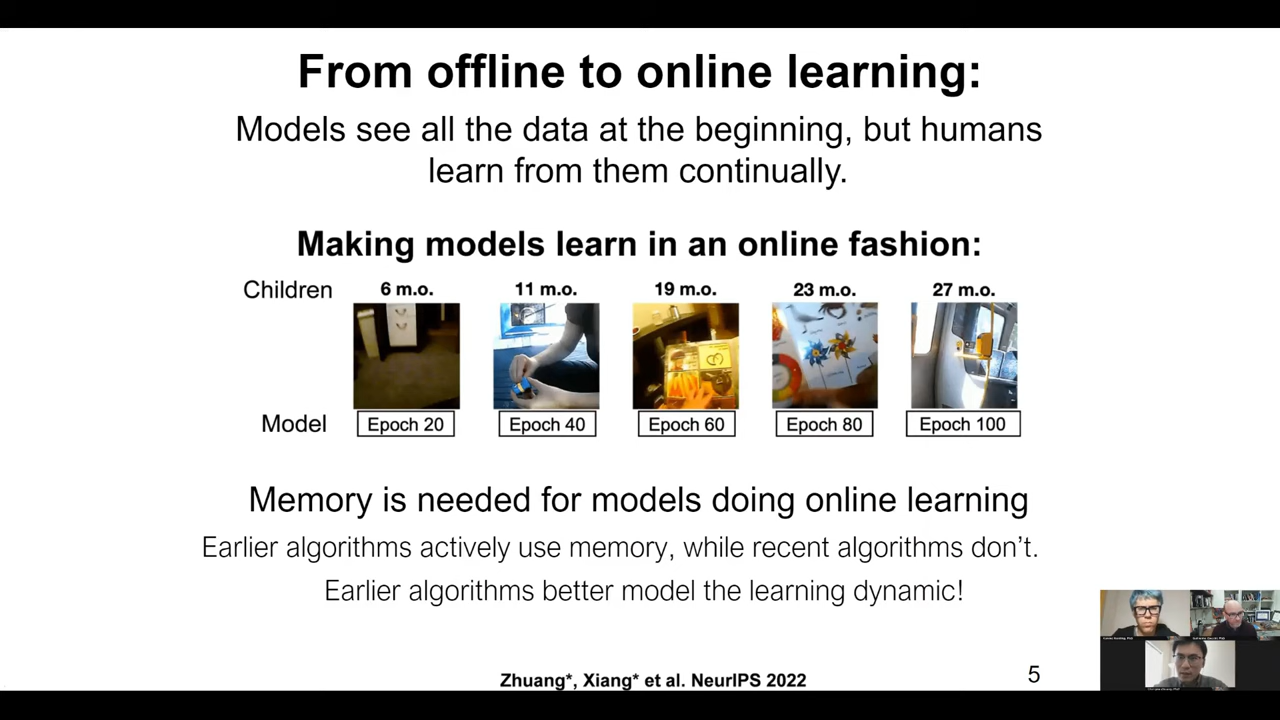 From offline to online learning:
Models see all the data at the beginning, but humans
learn from them continually.
Making models learn in an online fashion:
Children 6 m.o. 11 m.o. 19 m.o. 23 m.o. 27 m.o.
Model Epoch 20 Epoch 40 Epoch 60 Epoch 80 Epoch 100
Memory is needed for models doing online learning
Earlier algorithms actively use memory, while recent algorithms don't.
Earlier algorithms better model the learning dynamic!
Zhuang*, Xiang* et al. NeurIPS 2022
5